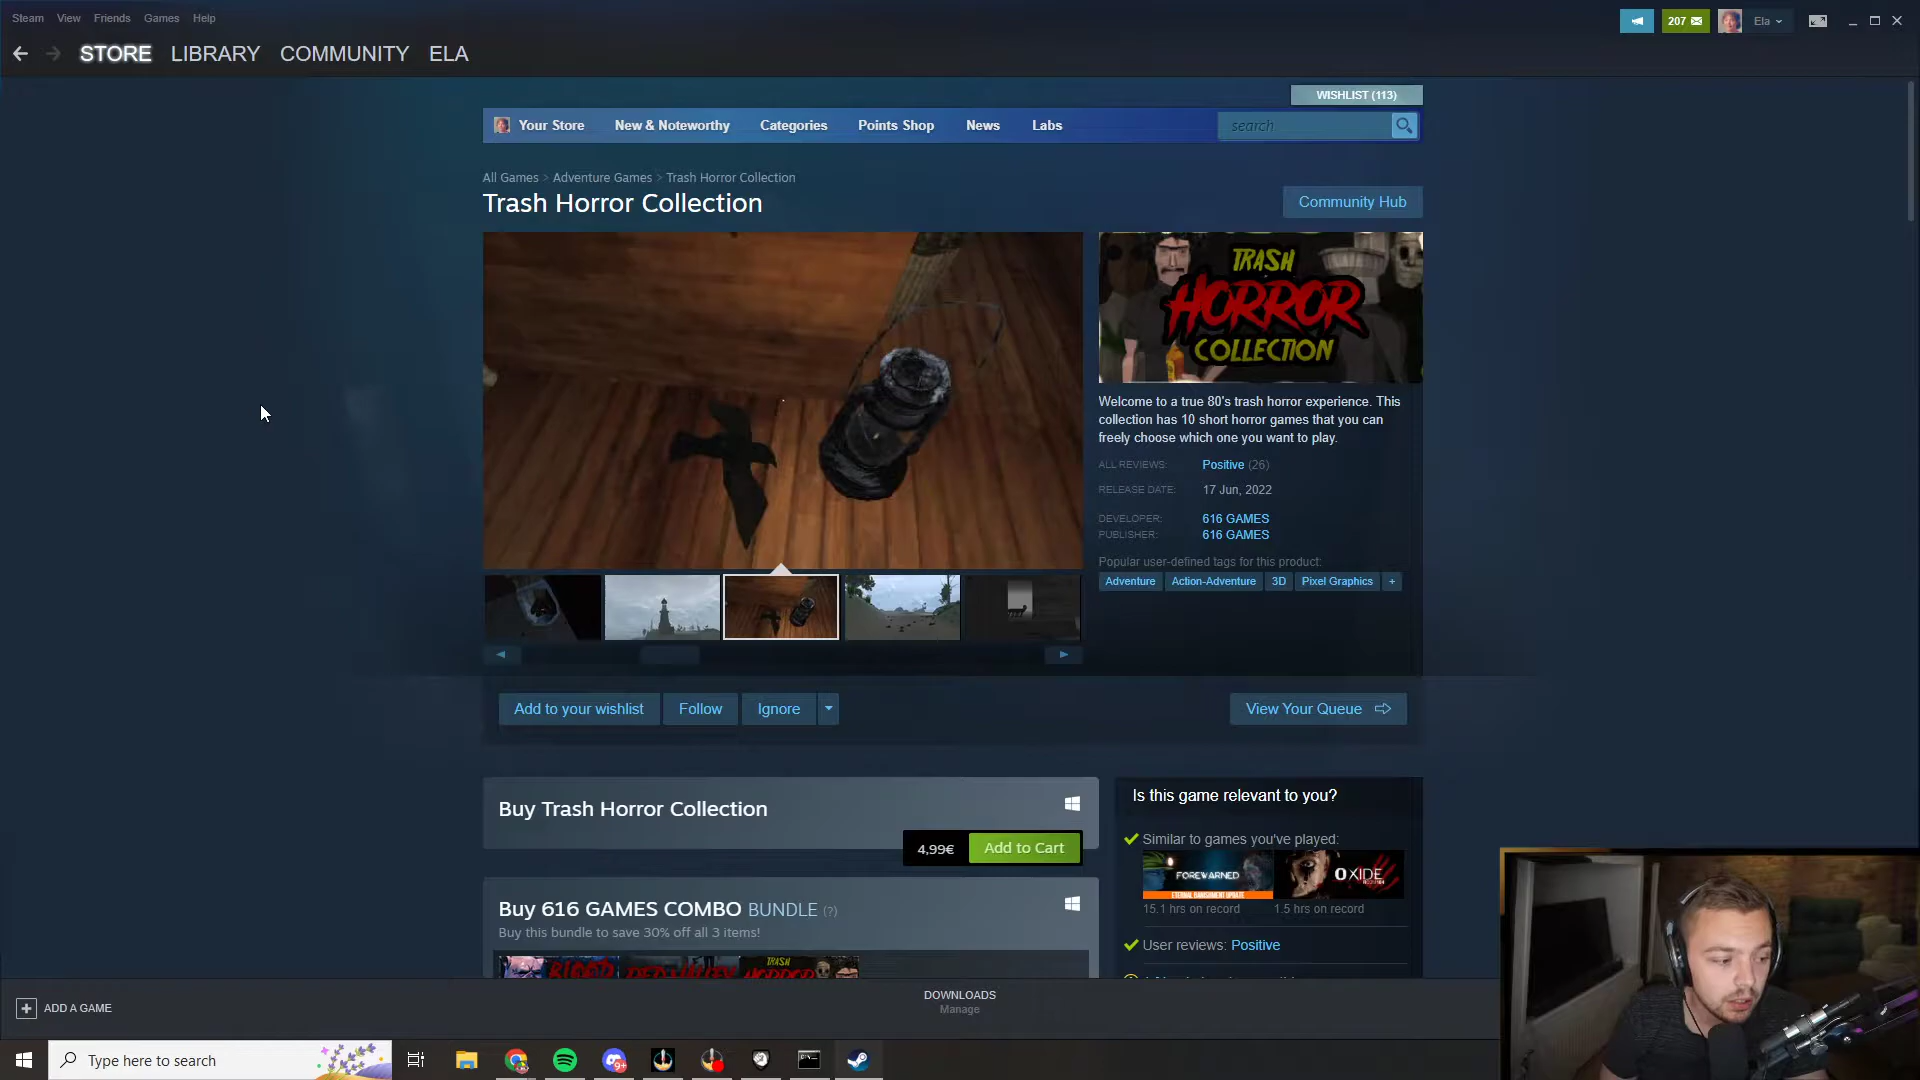 Steam View Friends Games Help
207
Ela
STORE LIBRARY COMMUNITY ELA
WISHLIST (113)
Your Store New & Noteworthy Categories Points Shop News Labs
search
All Games > Adventure Games > Trash Horror Collection
Trash Horror Collection
Community Hub
TRASH
HORROR
COLLECTION
Welcome to a true 80's trash horror experience. This
collection has 10 short horror games that you can
freely choose which one you want to play.
ALL REVIEWS: Positive (26)
RELEASE DATE: 17 Jun, 2022
DEVELOPER: 616 GAMES
PUBLISHER: 616 GAMES
Popular user-defined tags for this product:
Adventure Action-Adventure 3D Pixel Graphics +
Add to your wishlist Follow Ignore
View Your Queue
Buy Trash Horror Collection
4,99€ Add to Cart
Buy 616 GAMES COMBO BUNDLE (?)
Buy this bundle to save 30% off all 3 items!
BLOOD
TRASH
HORROR
Is this game relevant to you?
Similar to games you've played:
FOREWARNED
ETERNAL BANISHMENT UPDATE
OXIDE
15.1 hrs on record 1.5 hrs on record
User reviews: Positive
ADD A GAME
DOWNLOADS
Manage
Type here to search
9+